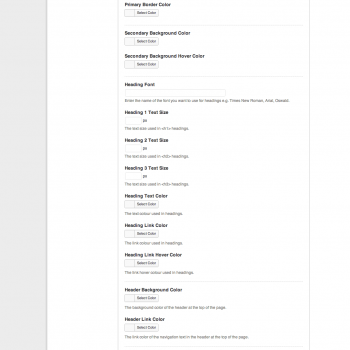 Primary Border Color
Select Color
Secondary Background Color
Select Color
Secondary Background Hover Color
Select Color
Heading Font
Enter the name of the font you want to use for headings e.g. Times New Roman, Arial, Oswald.
Heading 1 Text Size
px
The text size used in <h1> headings.
Heading 2 Text Size
px
The text size used in <h2> headings.
Heading 3 Text Size
px
The text size used in <h3> headings.
Heading Text Color
Select Color
The text colour used in headings.
Heading Link Color
Select Color
The link colour used in headings.
Heading Link Hover Color
Select Color
The link hover colour used in headings.
Header Background Color
Select Color
The background color of the header at the top of the page.
Header Link Color
Select Color
The link color of the navigation text in the header at the top of the page.